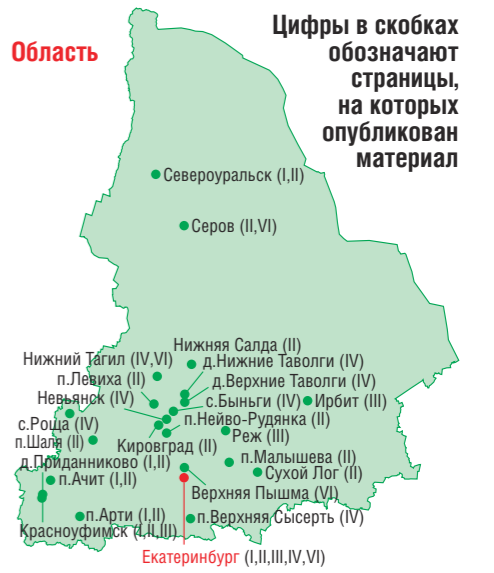 Цифры в скобках
обозначают
страницы,
на которых
опубликован
материал
Область
Североуральск (I,II)
Серов (II,VI)
Нижняя Салда (II)
Нижний Тагил (IV,VI)
д.Нижние Таволги (IV)
п.Левиха (II)
д.Верхние Таволги (IV)
Невьянск (IV)
с.Быньги (IV)
Ирбит (III)
с.Роща (IV)
п.Нейво-Рудянка (II)
п.Шаля (II)
Реж (III)
Кировград (II)
д.Приданниково (I,II)
п.Малышева (II)
п.Ачит (I,II)
Сухой Лог (II)
Верхняя Пышма (VI)
п.Арти (I,II)
п.Верхняя Сысерть (IV)
Красноуфимск (I,II,III)
Екатеринбург (I,II,III,IV,VI)